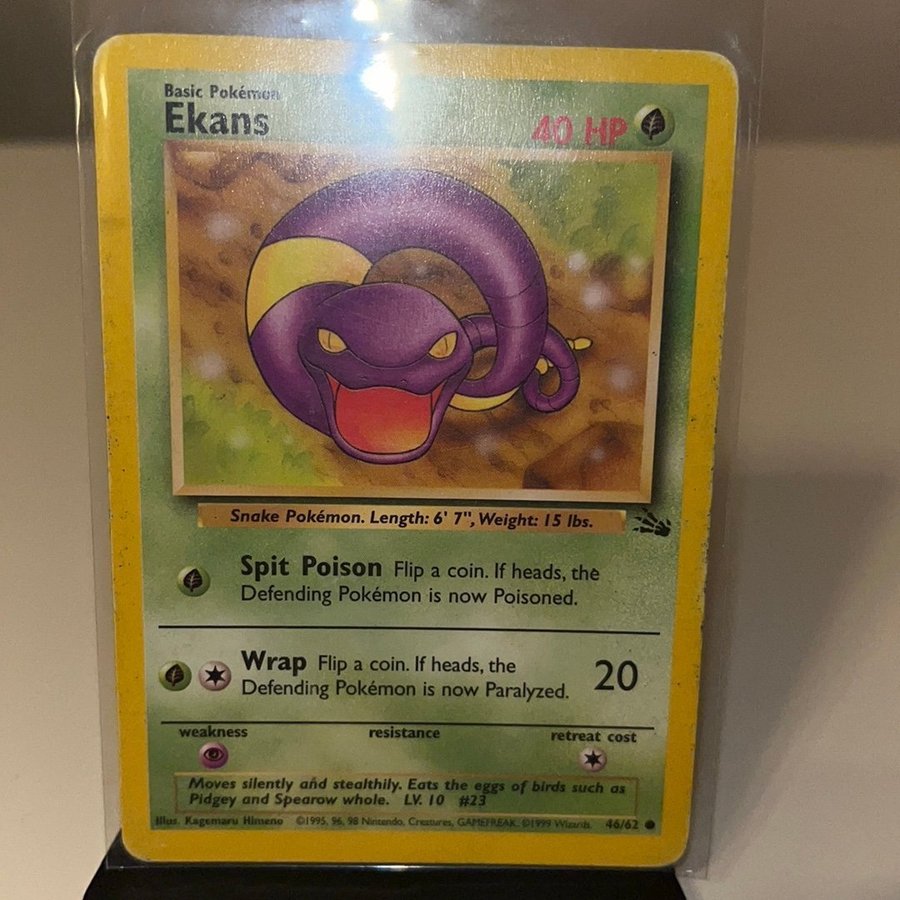 Basic Pokémon
Ekans
40 HP
Snake Pokémon. Length: 6' 7", Weight: 15 lbs.
Spit Poison Flip a coin. If heads, the
Defending Pokémon is now Poisoned.
Wrap Flip a coin. If heads, the
Defending Pokémon is now Paralyzed.
20
weakness resistance retreat cost
Moves silently and stealthily. Eats the eggs of birds such as
Pidgey and Spearow whole. LV. 10 #23
Illus. Kagemaru Himeno ©1995, 96, 98 Nintendo, Creatures, GAMEFREAK. ©1999 Wizards. 46/62